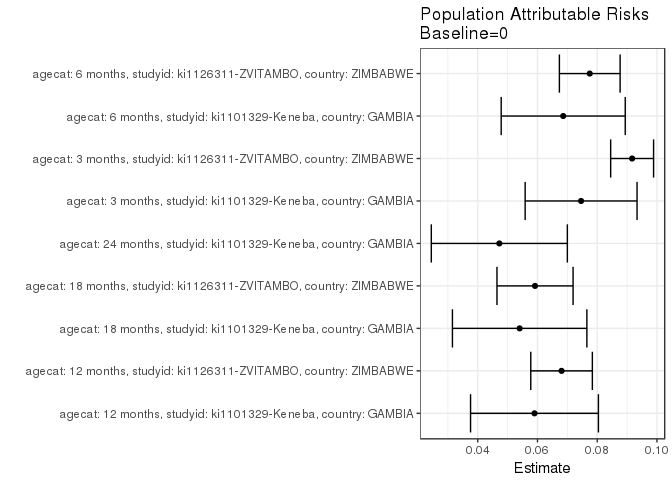 Population Attributable Risks
Baseline=0
agecat: 6 months, studyid: ki1126311-ZVITAMBO, country: ZIMBABWE
agecat: 6 months, studyid: ki1101329-Keneba, country: GAMBIA
agecat: 3 months, studyid: ki1126311-ZVITAMBO, country: ZIMBABWE
agecat: 3 months, studyid: ki1101329-Keneba, country: GAMBIA
agecat: 24 months, studyid: ki1101329-Keneba, country: GAMBIA
agecat: 18 months, studyid: ki1126311-ZVITAMBO, country: ZIMBABWE
agecat: 18 months, studyid: ki1101329-Keneba, country: GAMBIA
agecat: 12 months, studyid: ki1126311-ZVITAMBO, country: ZIMBABWE
agecat: 12 months, studyid: ki1101329-Keneba, country: GAMBIA
0.04 0.06 0.08 0.10
Estimate